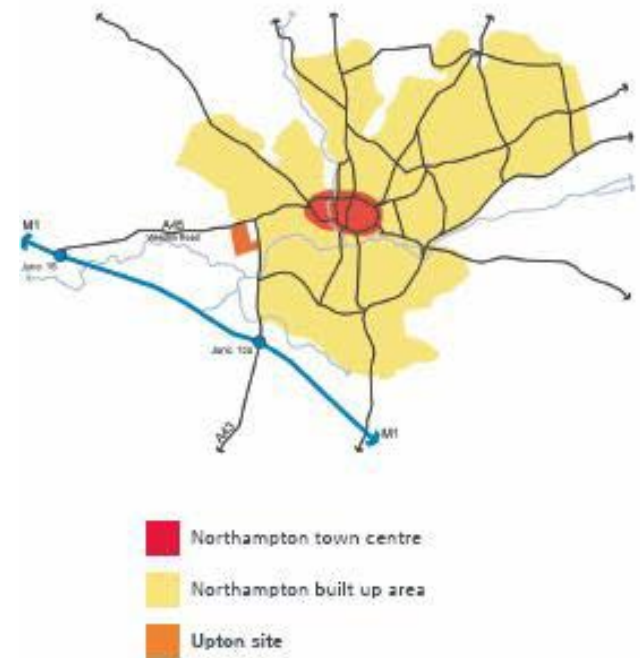 M1
A45
Weedon Road
Junc. 16
Junc. 15a
A43
M1
Northampton town centre
Northampton built up area
Upton site